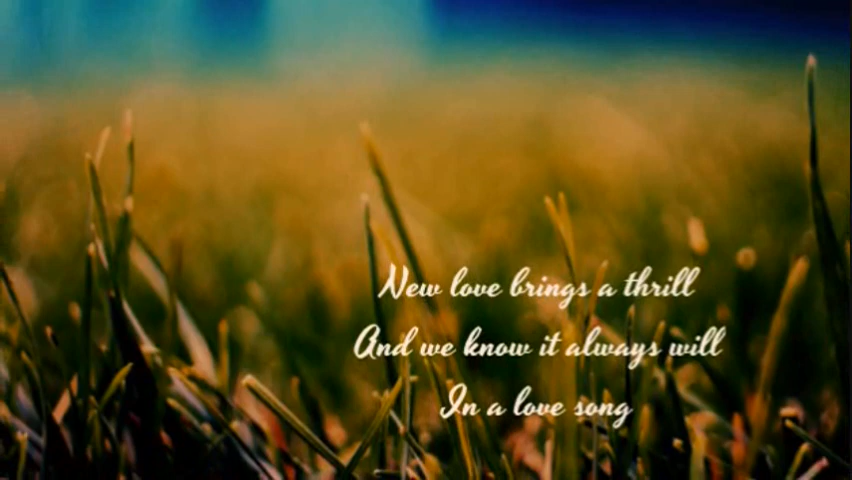 New love brings a thrill
And we know it always will
In a love song